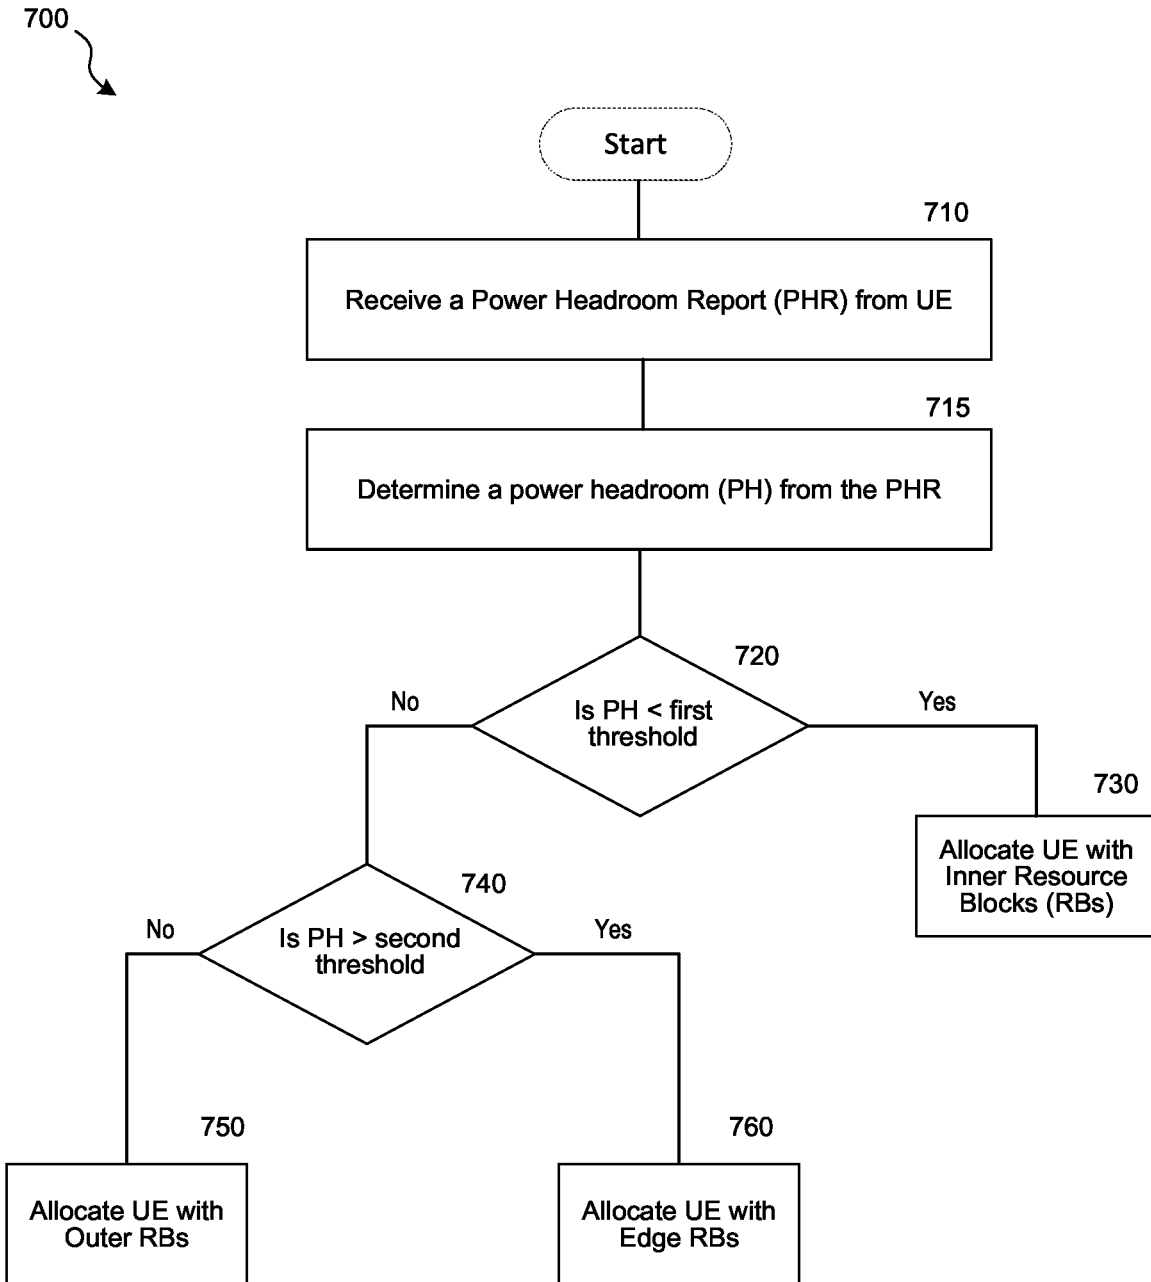 700
Start
710
Receive a Power Headroom Report (PHR) from UE
715
Determine a power headroom (PH) from the PHR
720
Is PH < first
threshold
No
Yes
730
Allocate UE with
Inner Resource
Blocks (RBs)
740
Is PH > second
threshold
No
Yes
750
Allocate UE with
Outer RBs
760
Allocate UE with
Edge RBs